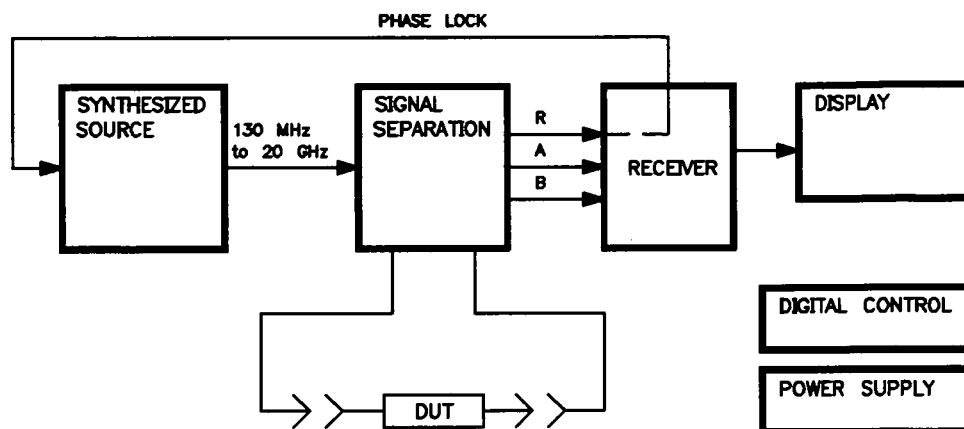 PHASE LOCK
SYNTHESIZED
SOURCE
130 MHz
to 20 GHz
SIGNAL
SEPARATION
R
A
B
RECEIVER
DISPLAY
DIGITAL CONTROL
POWER SUPPLY
DUT